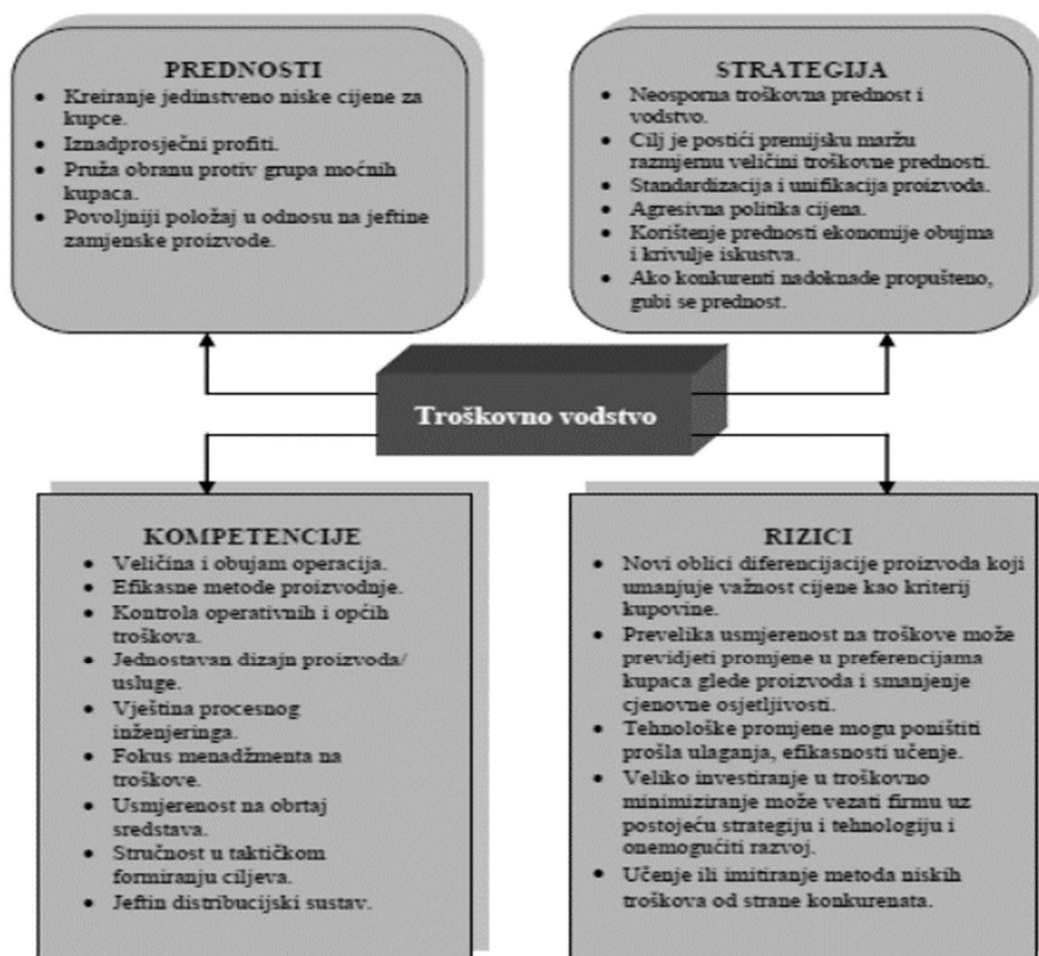 PREDNOSTI
• Kreiranje jedinstveno niske cijene za
kupce.
• Iznadprosječni profiti.
• Pruža obranu protiv grupa moćnih
kupaca.
• Povoljniji položaj u odnosu na jeftine
zamjenske proizvode.
STRATEGIJA
• Neosporna troškovna prednost i
vodstvo.
• Cilj je postići premijsku maržu
razmjernu veličini troškovne prednosti.
• Standardizacija i unifikacija proizvoda.
• Agresivna politika cijena.
• Korištenje prednosti ekonomije obujma
i krivulje iskustva.
• Ako konkurenti nadoknade propušteno,
gubi se prednost.
Troškovno vodstvo
KOMPETENCIJE
• Veličina i obujam operacija.
• Efikasne metode proizvodnje.
• Kontrola operativnih i općih
troškova.
• Jednostavan dizajn proizvoda/
usluge.
• Vještina procesnog
inženjeringa.
• Fokus menadžmenta na
troškove.
• Usmjerenost na obrtaj
sredstava.
• Stručnost u taktičkom
formiranju ciljeva.
• Jeftin distribucijski sustav.
RIZICI
• Novi oblici diferencijacije proizvoda koji
umanjuje važnost cijene kao kriterij
kupovine.
• Prevelika usmjerenost na troškove može
previdjeti promjene u preferencijama
kupaca glede proizvoda i smanjenje
cjenovne osjetljivosti.
• Tehnološke promjene mogu poništiti
prošla ulaganja, efikasnosti učenje.
• Veliko investiranje u troškovno
minimiziranje može vezati firmu uz
postojeću strategiju i tehnologiju i
onemogućiti razvoj.
• Učenje ili imitiranje metoda niskih
troškova od strane konkurenata.